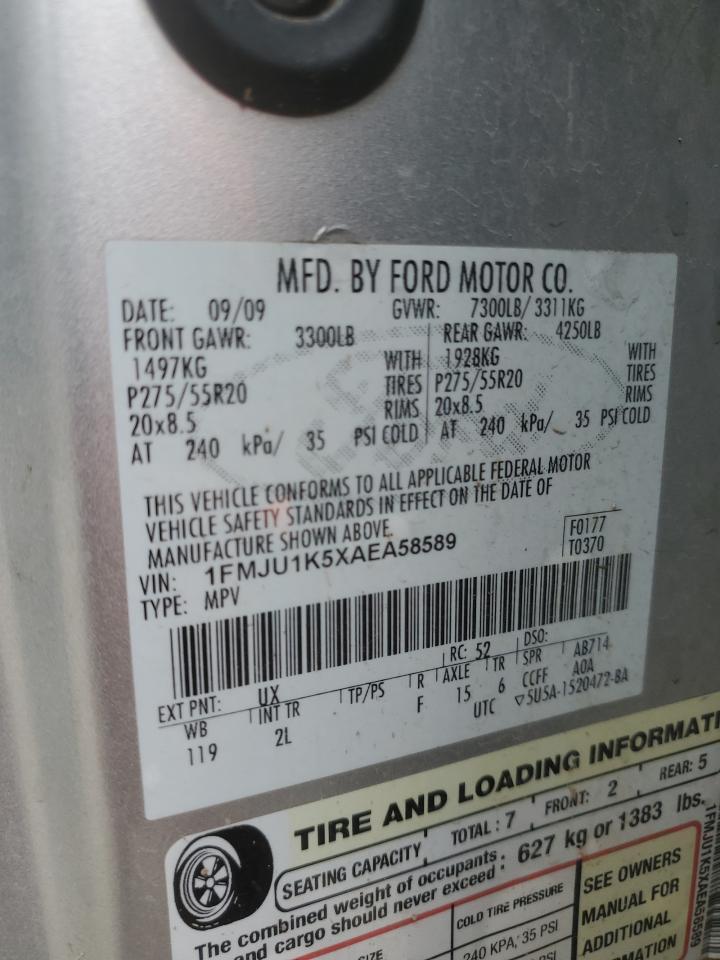 MFD. BY FORD MOTOR CO.
DATE: 09/09 GVWR: 7300LB/ 3311KG
FRONT GAWR: 3300LB REAR GAWR: 4250LB
1497KG WITH 1928KG WITH
P275/55R20 TIRES P275/55R20 TIRES
20x8.5 RIMS 20x8.5 RIMS
AT 240 kPa/ 35 PSI COLD AT 240 kPa/ 35 PSI COLD
THIS VEHICLE CONFORMS TO ALL APPLICABLE FEDERAL MOTOR
VEHICLE SAFETY STANDARDS IN EFFECT ON THE DATE OF
MANUFACTURE SHOWN ABOVE
F0177
VIN: 1FMJU1K5XAEA58589 T0370
TYPE: MPV
EXT PNT: UX RC: 52 DSO:
WB INT TR TP/PS R AXLE TR SPR AB714
119 2L F 15 6 CCFF A0A
UTC ▽5U5A-1520472-BA
TIRE AND LOADING INFORMATI
SEATING CAPACITY TOTAL : 7 FRONT: 2 REAR: 5
The combined weight of occupants : 627 kg or 1383 lbs.
and cargo should never exceed
COLD TIRE PRESSURE SEE OWNERS
SIZE 240 KPA, 35 PSI MANUAL FOR
PSI ADDITIONAL
1FMJU1K5XAEA58589